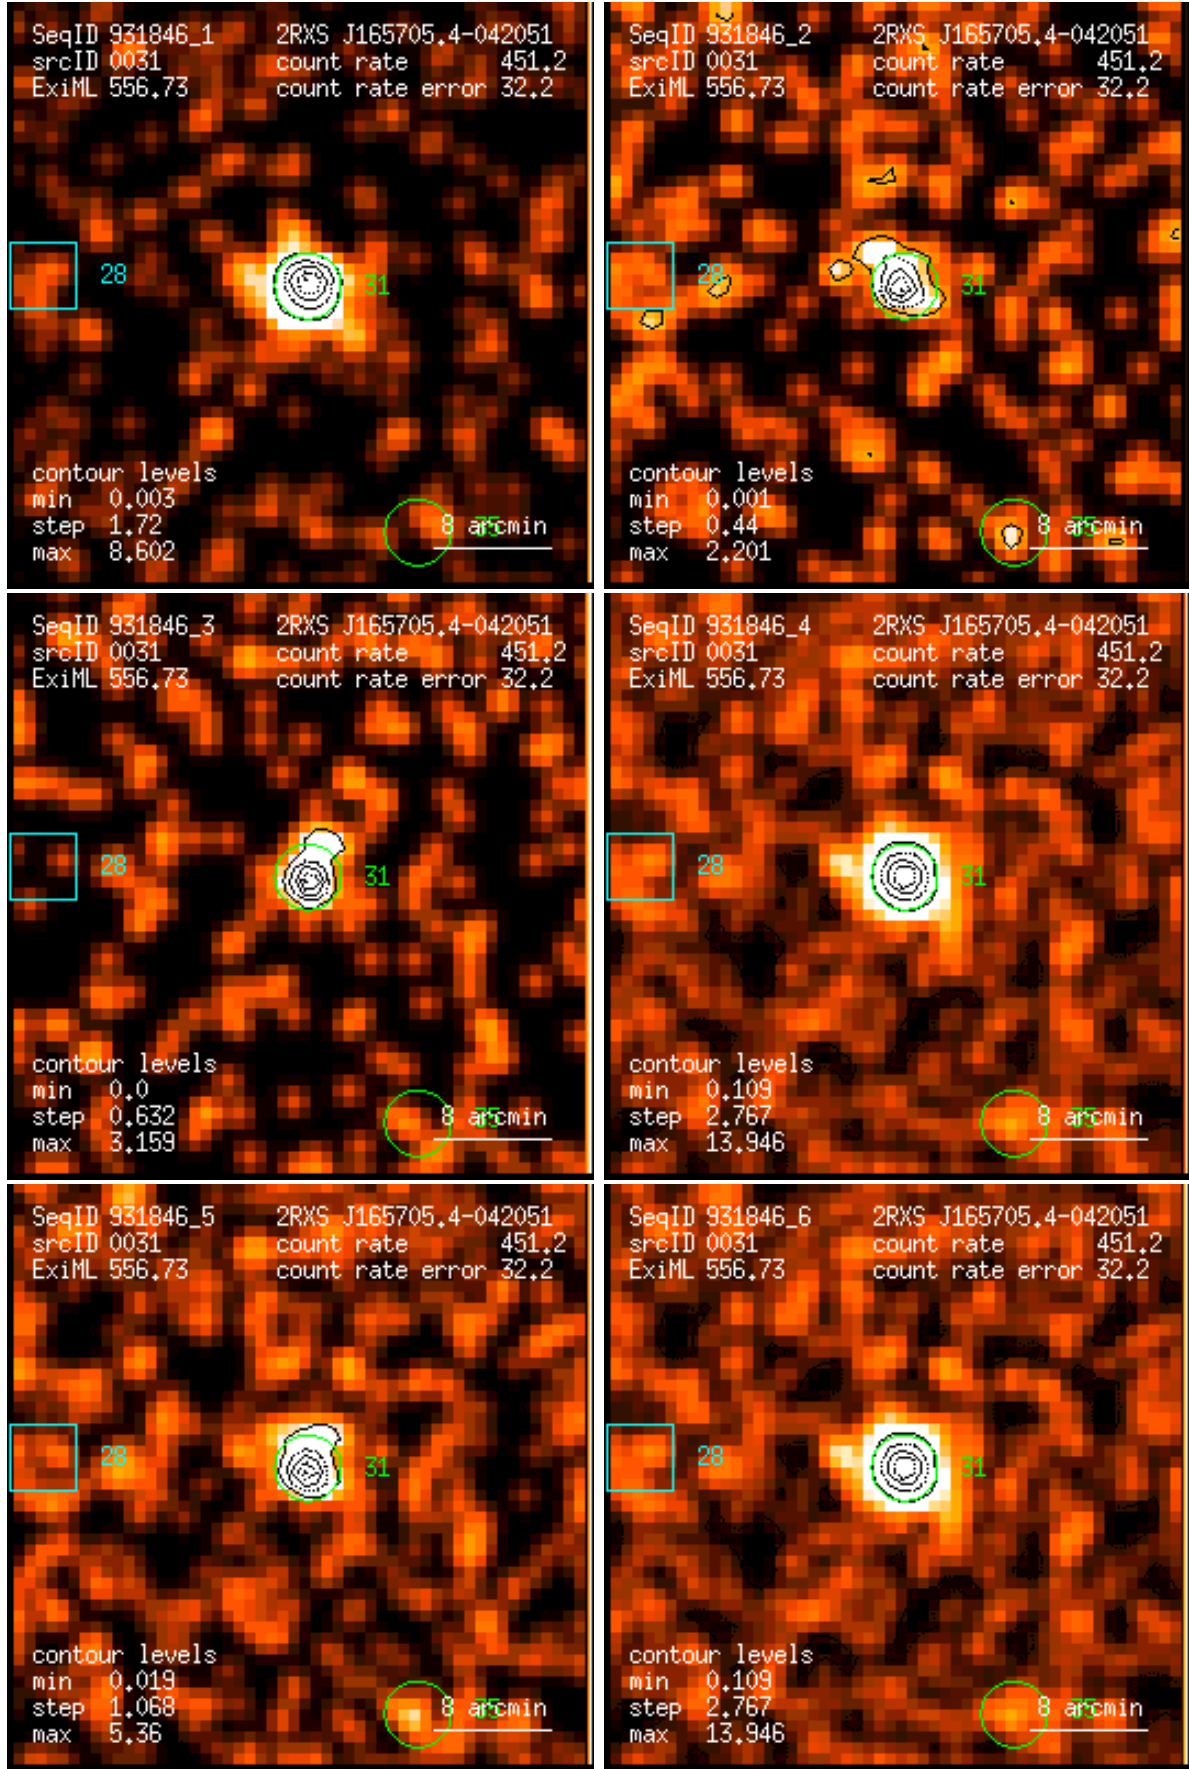 SeqID 931846_1 2RXS J165705.4-042051
srcID 0031 count rate 451.2
ExiML 556.73 count rate error 32.2
28
31
contour levels
min 0.003
step 1.72
max 8.602
35
8 arcmin
SeqID 931846_2 2RXS J165705.4-042051
srcID 0031 count rate 451.2
ExiML 556.73 count rate error 32.2
28
31
contour levels
min 0.001
step 0.44
max 2.201
35
8 arcmin
SeqID 931846_3 2RXS J165705.4-042051
srcID 0031 count rate 451.2
ExiML 556.73 count rate error 32.2
28
31
contour levels
min 0.0
step 0.632
max 3.159
35
8 arcmin
SeqID 931846_4 2RXS J165705.4-042051
srcID 0031 count rate 451.2
ExiML 556.73 count rate error 32.2
28
31
contour levels
min 0.109
step 2.767
max 13.946
35
8 arcmin
SeqID 931846_5 2RXS J165705.4-042051
srcID 0031 count rate 451.2
ExiML 556.73 count rate error 32.2
28
31
contour levels
min 0.019
step 1.068
max 5.36
35
8 arcmin
SeqID 931846_6 2RXS J165705.4-042051
srcID 0031 count rate 451.2
ExiML 556.73 count rate error 32.2
28
31
contour levels
min 0.109
step 2.767
max 13.946
35
8 arcmin